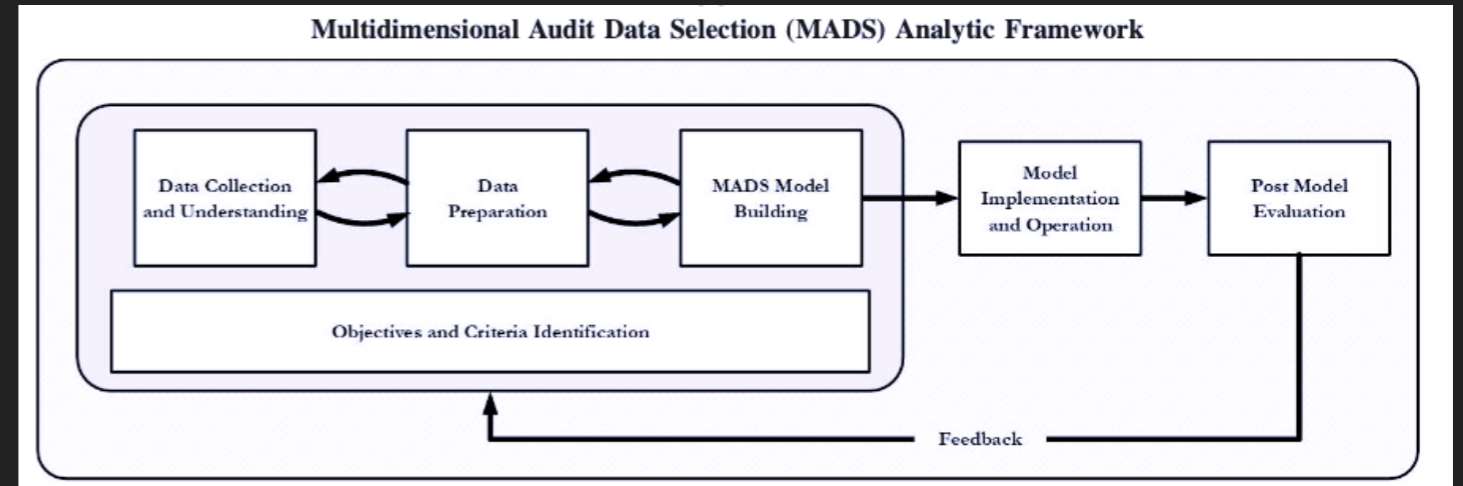 Multidimensional Audit Data Selection (MADS) Analytic Framework
Data Collection
and Understanding
Data
Preparation
MADS Model
Building
Model
Implementation
and Operation
Post Model
Evaluation
Objectives and Criteria Identification
Feedback